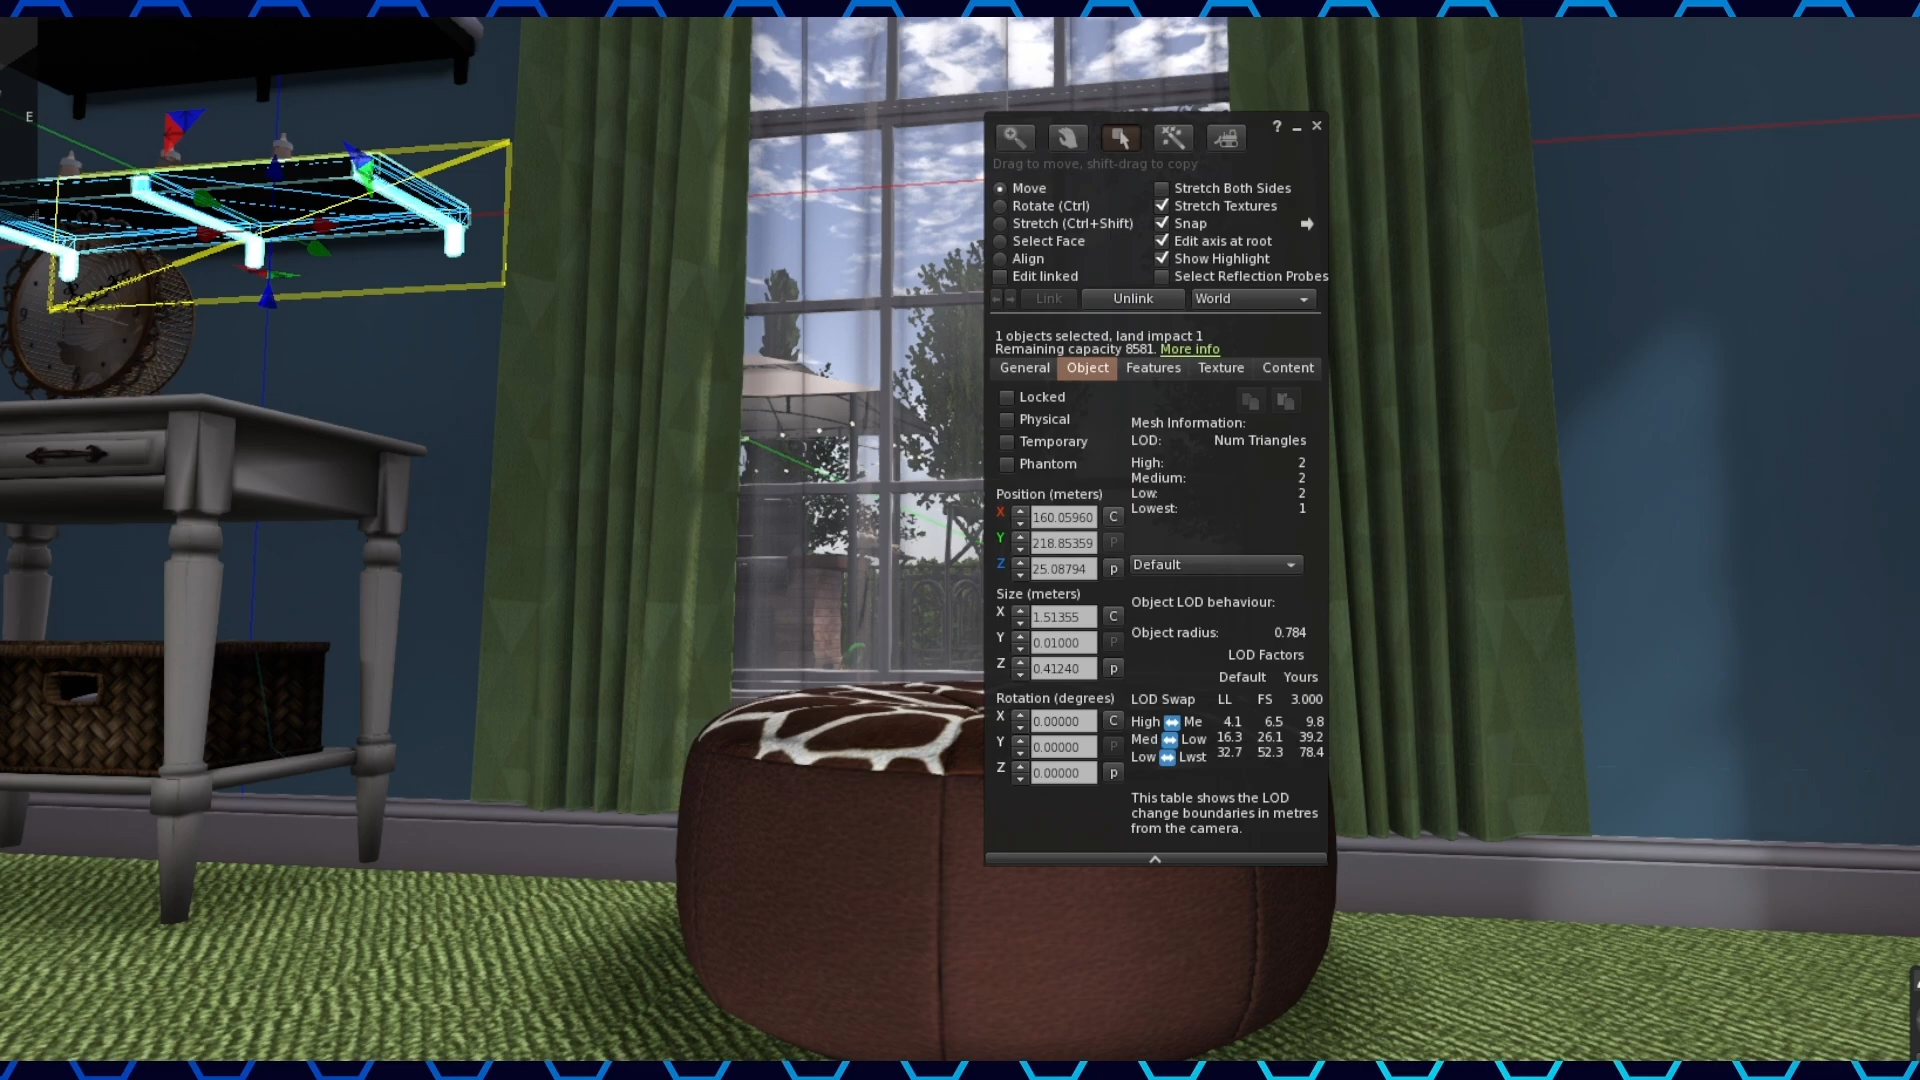 E
Drag to move, shift-drag to copy
Move
Stretch Both Sides
Rotate (Ctrl)
Stretch Textures
Stretch (Ctrl+Shift)
Snap
Select Face
Edit axis at root
Align
Show Highlight
Edit linked
Select Reflection Probes
Link
Unlink
World
1 objects selected, land impact 1
Remaining capacity 8581. More info
General
Object
Features
Texture
Content
Locked
Physical
Temporary
Phantom
Mesh Information:
LOD: Num Triangles
High: 2
Medium: 2
Low: 2
Lowest: 1
Position (meters)
X 160.05960 C
Y 218.85359 P
Z 25.08794 p
Default
Size (meters)
X 1.51355 C
Y 0.01000 P
Z 0.41240 p
Object LOD behaviour:
Object radius: 0.784
LOD Factors
Default Yours
LOD Swap LL FS 3.000
High Me 4.1 6.5 9.8
Med Low 16.3 26.1 39.2
Low Lwst 32.7 52.3 78.4
Rotation (degrees)
X 0.00000 C
Y 0.00000 P
Z 0.00000 p
This table shows the LOD
change boundaries in metres
from the camera.